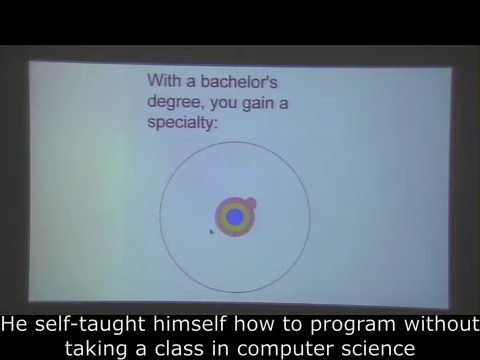 With a bachelor's
degree, you gain a
specialty:
He self-taught himself how to program without
taking a class in computer science